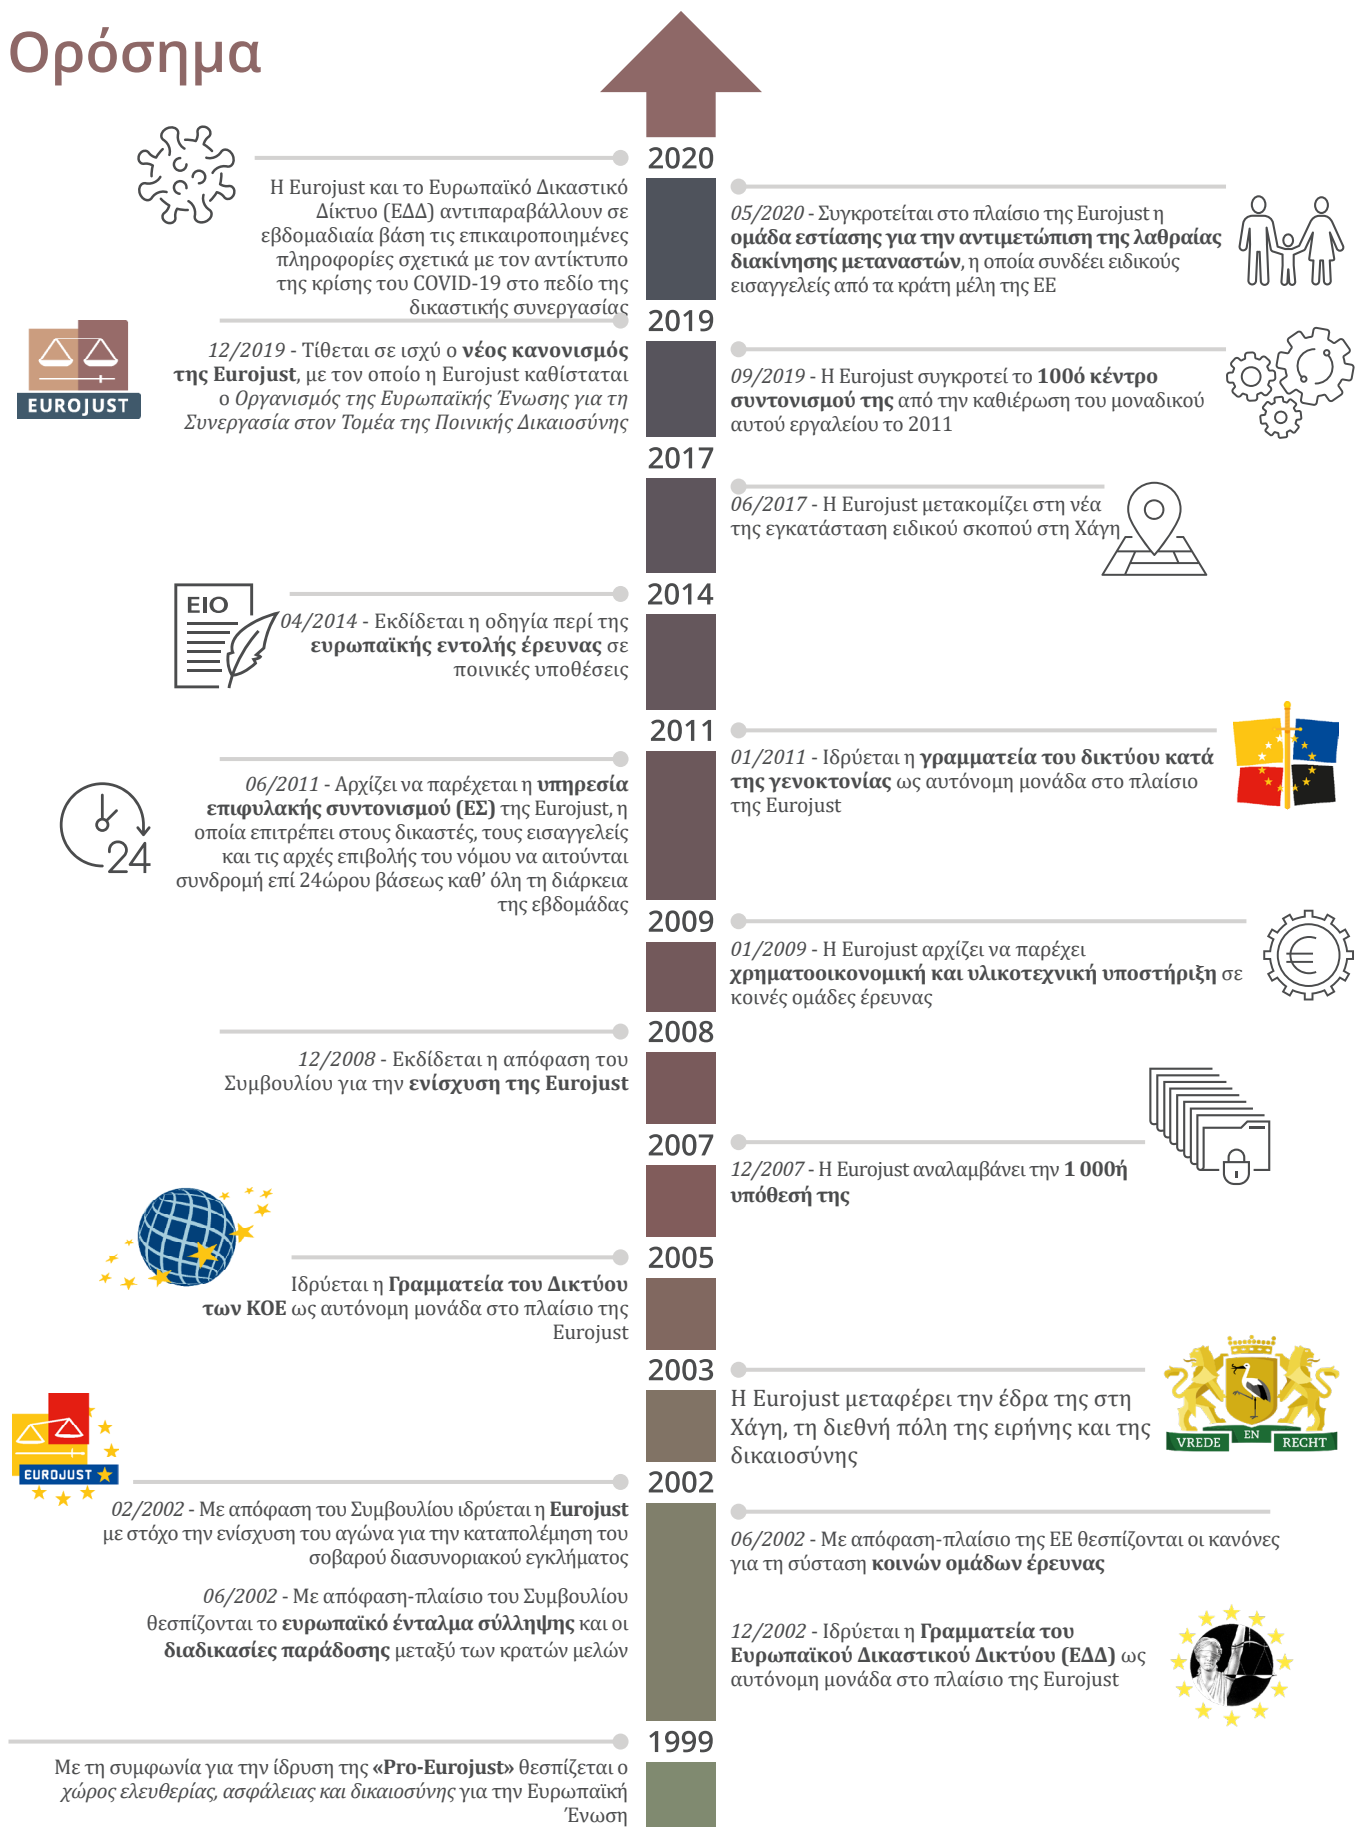 Ορόσημα
2020
Η Eurojust και το Ευρωπαϊκό Δικαστικό
Δίκτυο (ΕΔΔ) αντιπαραβάλλουν σε
εβδομαδιαία βάση τις επικαιροποιημένες
πληροφορίες σχετικά με τον αντίκτυπο
της κρίσης του COVID-19 στο πεδίο της
δικαστικής συνεργασίας
05/2020 - Συγκροτείται στο πλαίσιο της Eurojust η
ομάδα εστίασης για την αντιμετώπιση της λαθραίας
διακίνησης μεταναστών, η οποία συνδέει ειδικούς
εισαγγελείς από τα κράτη μέλη της ΕΕ
2019
EUROJUST
12/2019 - Τίθεται σε ισχύ ο νέος κανονισμός
της Eurojust, με τον οποίο η Eurojust καθίσταται
ο Οργανισμός της Ευρωπαϊκής Ένωσης για τη
Συνεργασία στον Τομέα της Ποινικής Δικαιοσύνης
09/2019 - Η Eurojust συγκροτεί το 100ό κέντρο
συντονισμού της από την καθιέρωση του μοναδικού
αυτού εργαλείου το 2011
2017
06/2017 - Η Eurojust μετακομίζει στη νέα
της εγκατάσταση ειδικού σκοπού στη Χάγη
2014
EIO
04/2014 - Εκδίδεται η οδηγία περί της
ευρωπαϊκής εντολής έρευνας σε
ποινικές υποθέσεις
2011
01/2011 - Ιδρύεται η γραμματεία του δικτύου κατά
της γενοκτονίας ως αυτόνομη μονάδα στο πλαίσιο
της Eurojust
24
06/2011 - Αρχίζει να παρέχεται η υπηρεσία
επιφυλακής συντονισμού (ΕΣ) της Eurojust, η
οποία επιτρέπει στους δικαστές, τους εισαγγελείς
και τις αρχές επιβολής του νόμου να αιτούνται
συνδρομή επί 24ώρου βάσεως καθ’ όλη τη διάρκεια
της εβδομάδας
2009
01/2009 - Η Eurojust αρχίζει να παρέχει
χρηματοοικονομική και υλικοτεχνική υποστήριξη σε
κοινές ομάδες έρευνας
2008
12/2008 - Εκδίδεται η απόφαση του
Συμβουλίου για την ενίσχυση της Eurojust
2007
12/2007 - Η Eurojust αναλαμβάνει την 1 000ή
υπόθεσή της
2005
Ιδρύεται η Γραμματεία του Δικτύου
των ΚΟΕ ως αυτόνομη μονάδα στο πλαίσιο της
Eurojust
2003
Η Eurojust μεταφέρει την έδρα της στη
Χάγη, τη διεθνή πόλη της ειρήνης και της
δικαιοσύνης
VREDE EN RECHT
2002
EUROJUST
02/2002 - Με απόφαση του Συμβουλίου ιδρύεται η Eurojust
με στόχο την ενίσχυση του αγώνα για την καταπολέμηση του
σοβαρού διασυνοριακού εγκλήματος
06/2002 - Με απόφαση-πλαίσιο του Συμβουλίου
θεσπίζονται το ευρωπαϊκό ένταλμα σύλληψης και οι
διαδικασίες παράδοσης μεταξύ των κρατών μελών
06/2002 - Με απόφαση-πλαίσιο της ΕΕ θεσπίζονται οι κανόνες
για τη σύσταση κοινών ομάδων έρευνας
12/2002 - Ιδρύεται η Γραμματεία του
Ευρωπαϊκού Δικαστικού Δικτύου (ΕΔΔ) ως
αυτόνομη μονάδα στο πλαίσιο της Eurojust
1999
Με τη συμφωνία για την ίδρυση της «Pro-Eurojust» θεσπίζεται ο
χώρος ελευθερίας, ασφάλειας και δικαιοσύνης για την Ευρωπαϊκή
Ένωση